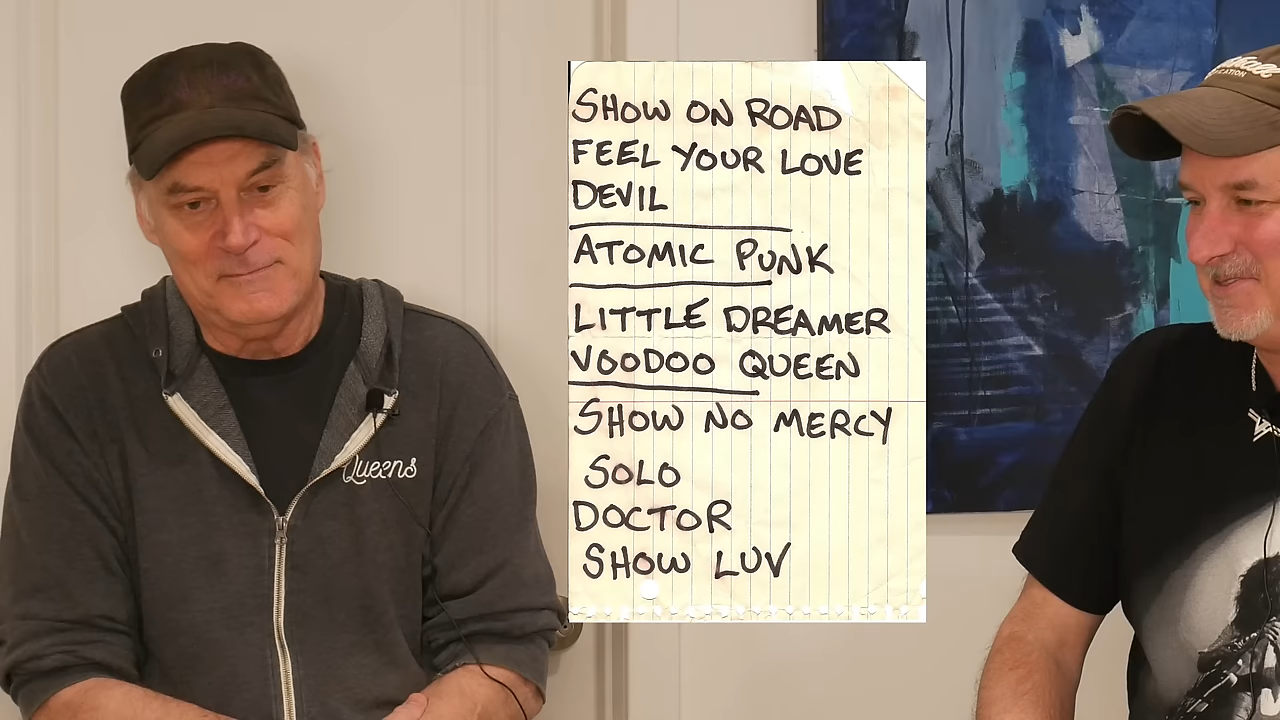 SHOW ON ROAD
FEEL YOUR LOVE
DEVIL
ATOMIC PUNK
LITTLE DREAMER
VOODOO QUEEN
SHOW NO MERCY
SOLO
DOCTOR
SHOW LUV
Queens